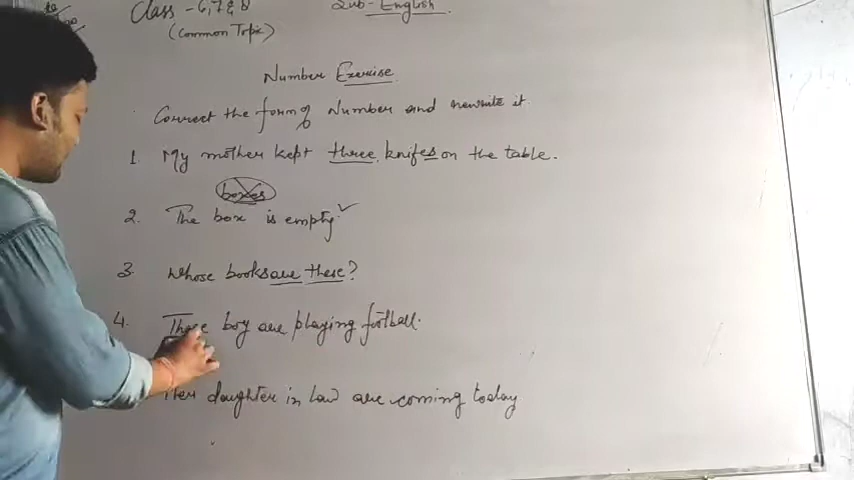 Class - 6, 7 & 8
Sub- English.
(Common Topic)
Number Exercise
Correct the form of Number and rewrite it.
1. My mother kept three knifes on the table.
boxes
2. The box is empty ✓
3. Whose books are these?
4. These boy are playing football.
Her daughter in law are coming today